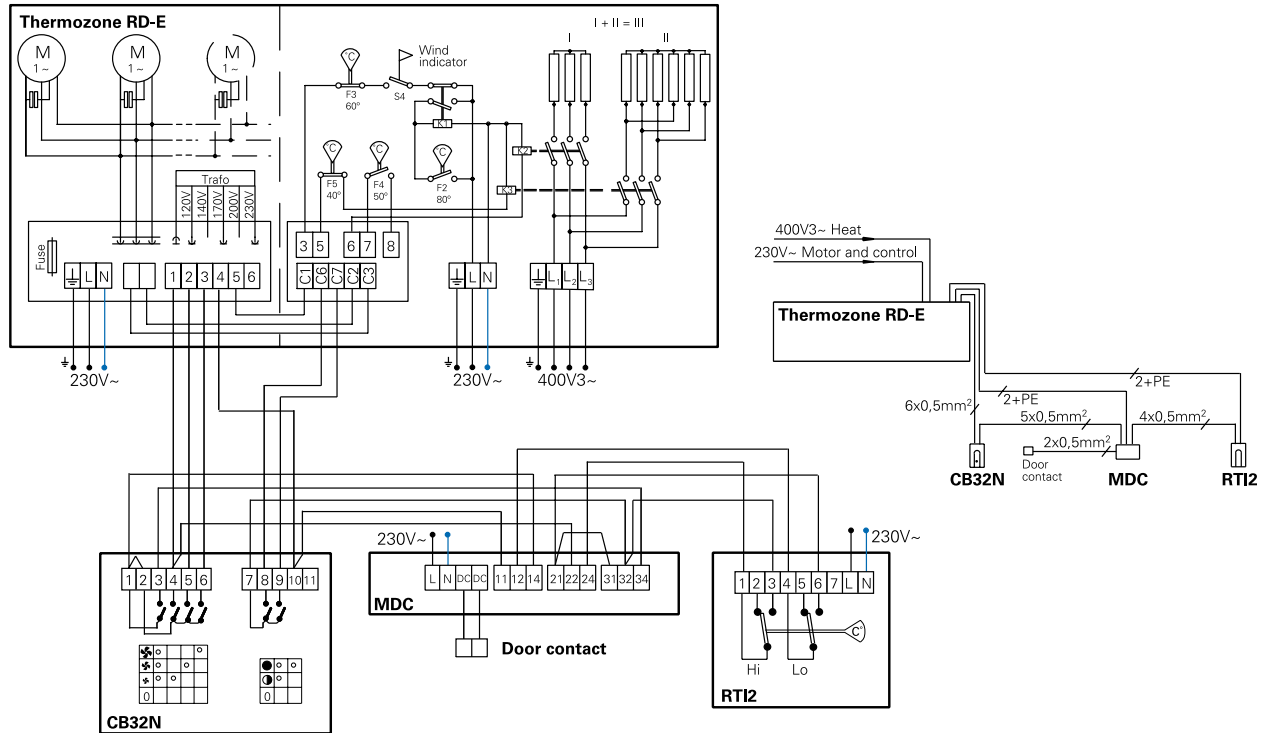 Thermozone RD-E
I + II = III
I
II
M
1 ~
M
1 ~
M
1 ~
°C
Wind
indicator
F3
60°
S4
K1
K2
K3
°C
F5
40°
°C
F4
50°
°C
F2
80°
Trafo
120V
140V
170V
200V
230V
Fuse
L N
1 2 3 4 5 6
3 5 6 7 8
C1 C6 C7 C2 C3
L N
L1 L2 L3
230V~
230V~
400V3~
400V3~ Heat
230V~ Motor and control
Thermozone RD-E
2+PE
2+PE
6x0,5mm²
5x0,5mm²
4x0,5mm²
2x0,5mm²
Door
contact
CB32N
MDC
RTI2
230V~
230V~
1 2 3 4 5 6
7 8 9 10 11
0
0
CB32N
L N DC DC
11 12 14
21 22 24
31 32 34
MDC
Door contact
1 2 3 4 5 6 7 L N
C°
Hi
Lo
RTI2